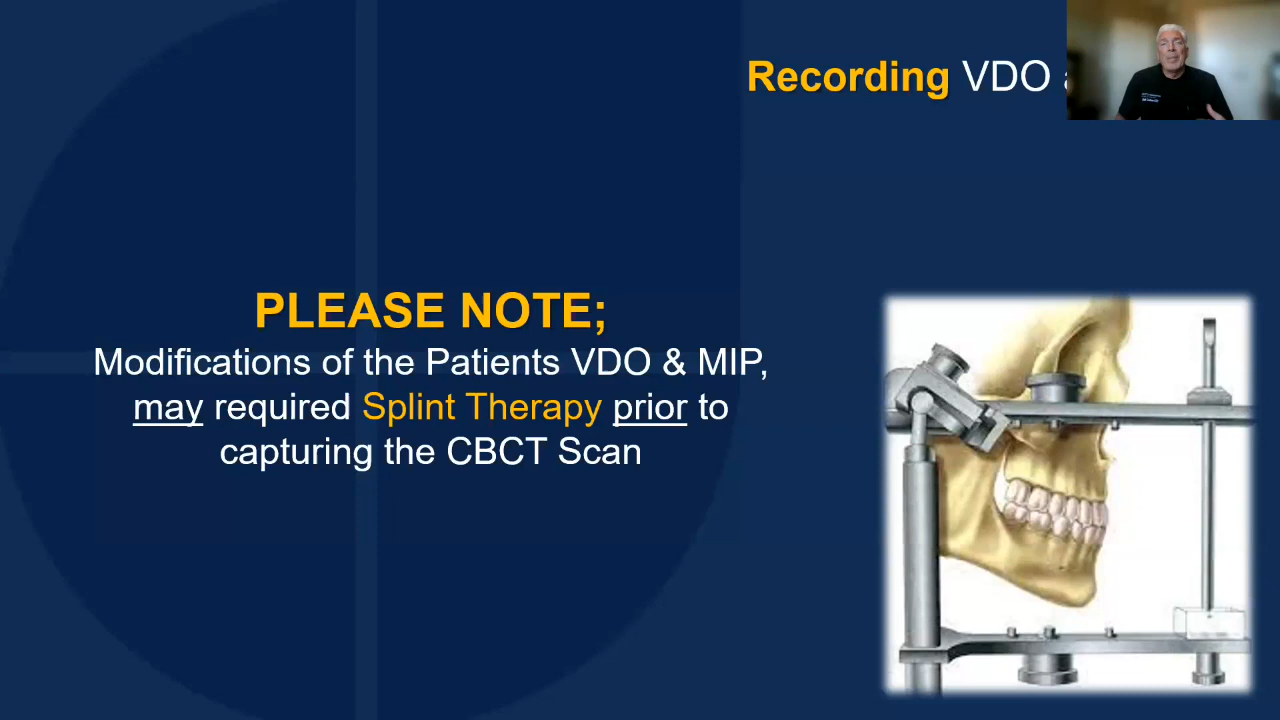 Recording VDO
PLEASE NOTE;
Modifications of the Patients VDO & MIP,
may required Splint Therapy prior to
capturing the CBCT Scan